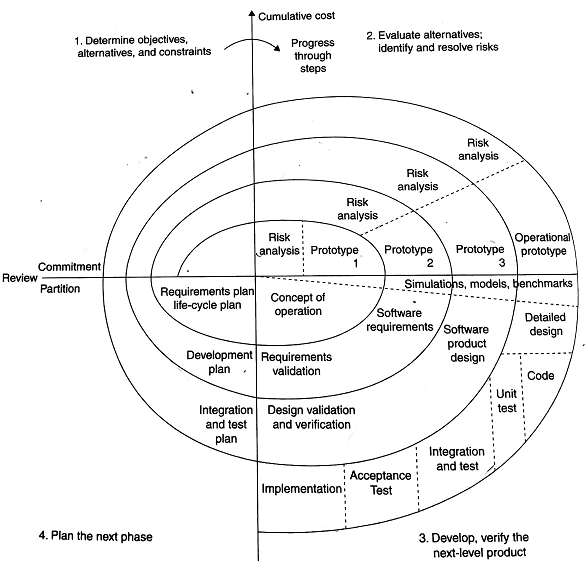 Cumulative cost
1. Determine objectives,
alternatives, and constraints
Progress
through
steps
2. Evaluate alternatives;
identify and resolve risks
Risk
analysis
Risk
analysis
Risk
analysis
Risk
analysis
Prototype
1
Prototype
2
Prototype
3
Operational
prototype
Review
Commitment
Partition
Simulations, models, benchmarks
Requirements plan
life-cycle plan
Concept of
operation
Software
requirements
Software
product
design
Detailed
design
Development
plan
Requirements
validation
Code
Unit
test
Integration
and test
plan
Design validation
and verification
Integration
and test
Acceptance
Test
Implementation
4. Plan the next phase
3. Develop, verify the
next-level product